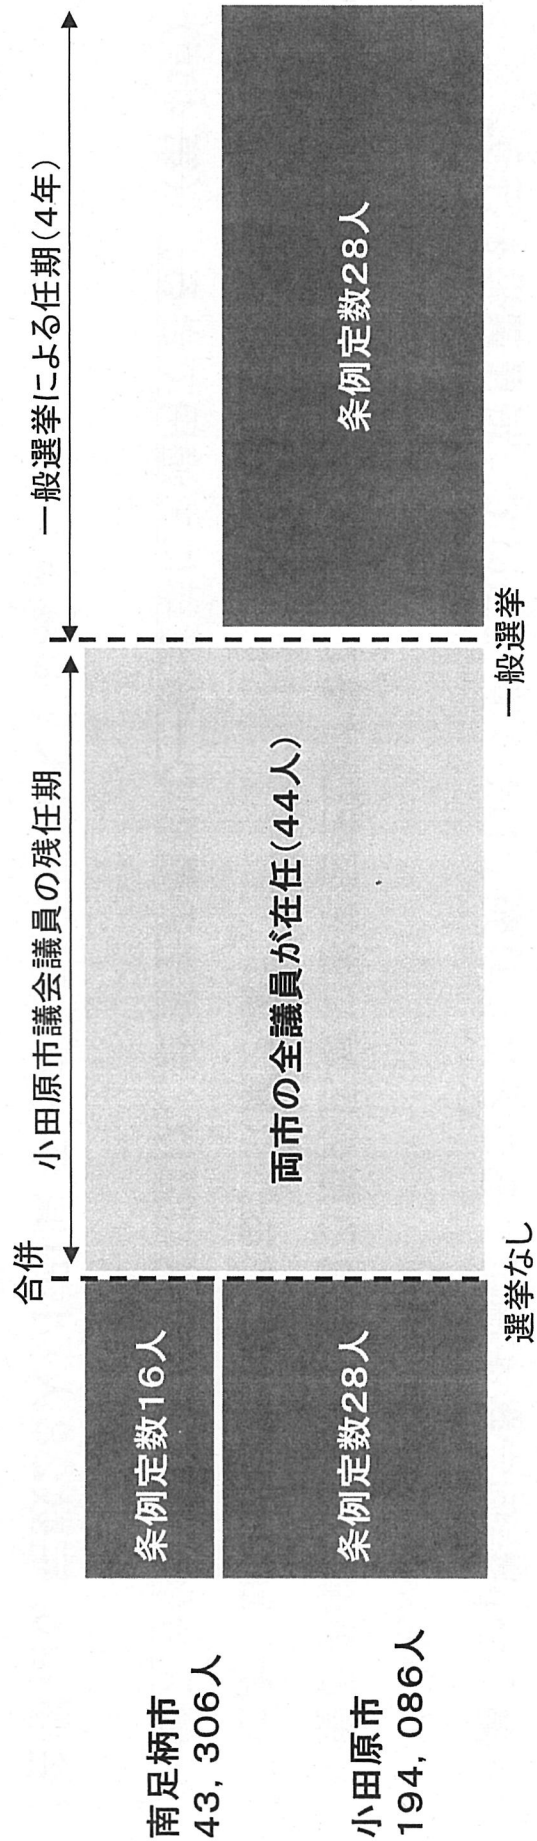 合併
小田原市議会議員の残任期
一般選挙による任期(4年)
南足柄市
43, 306人
条例定数16人
小田原市
194, 086人
条例定数28人
両市の全議員が在任(44人)
条例定数28人
選挙なし
一般選挙